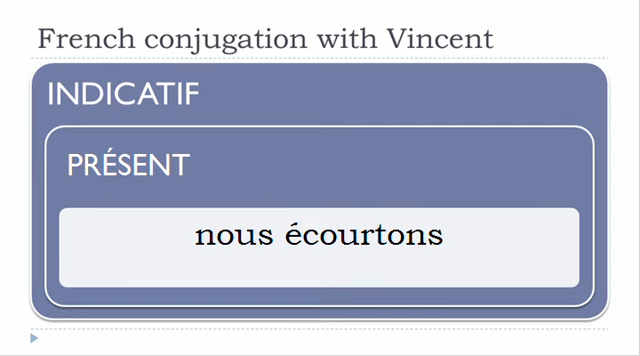 French conjugation with Vincent
INDICATIF
PRÉSENT
nous écourtons